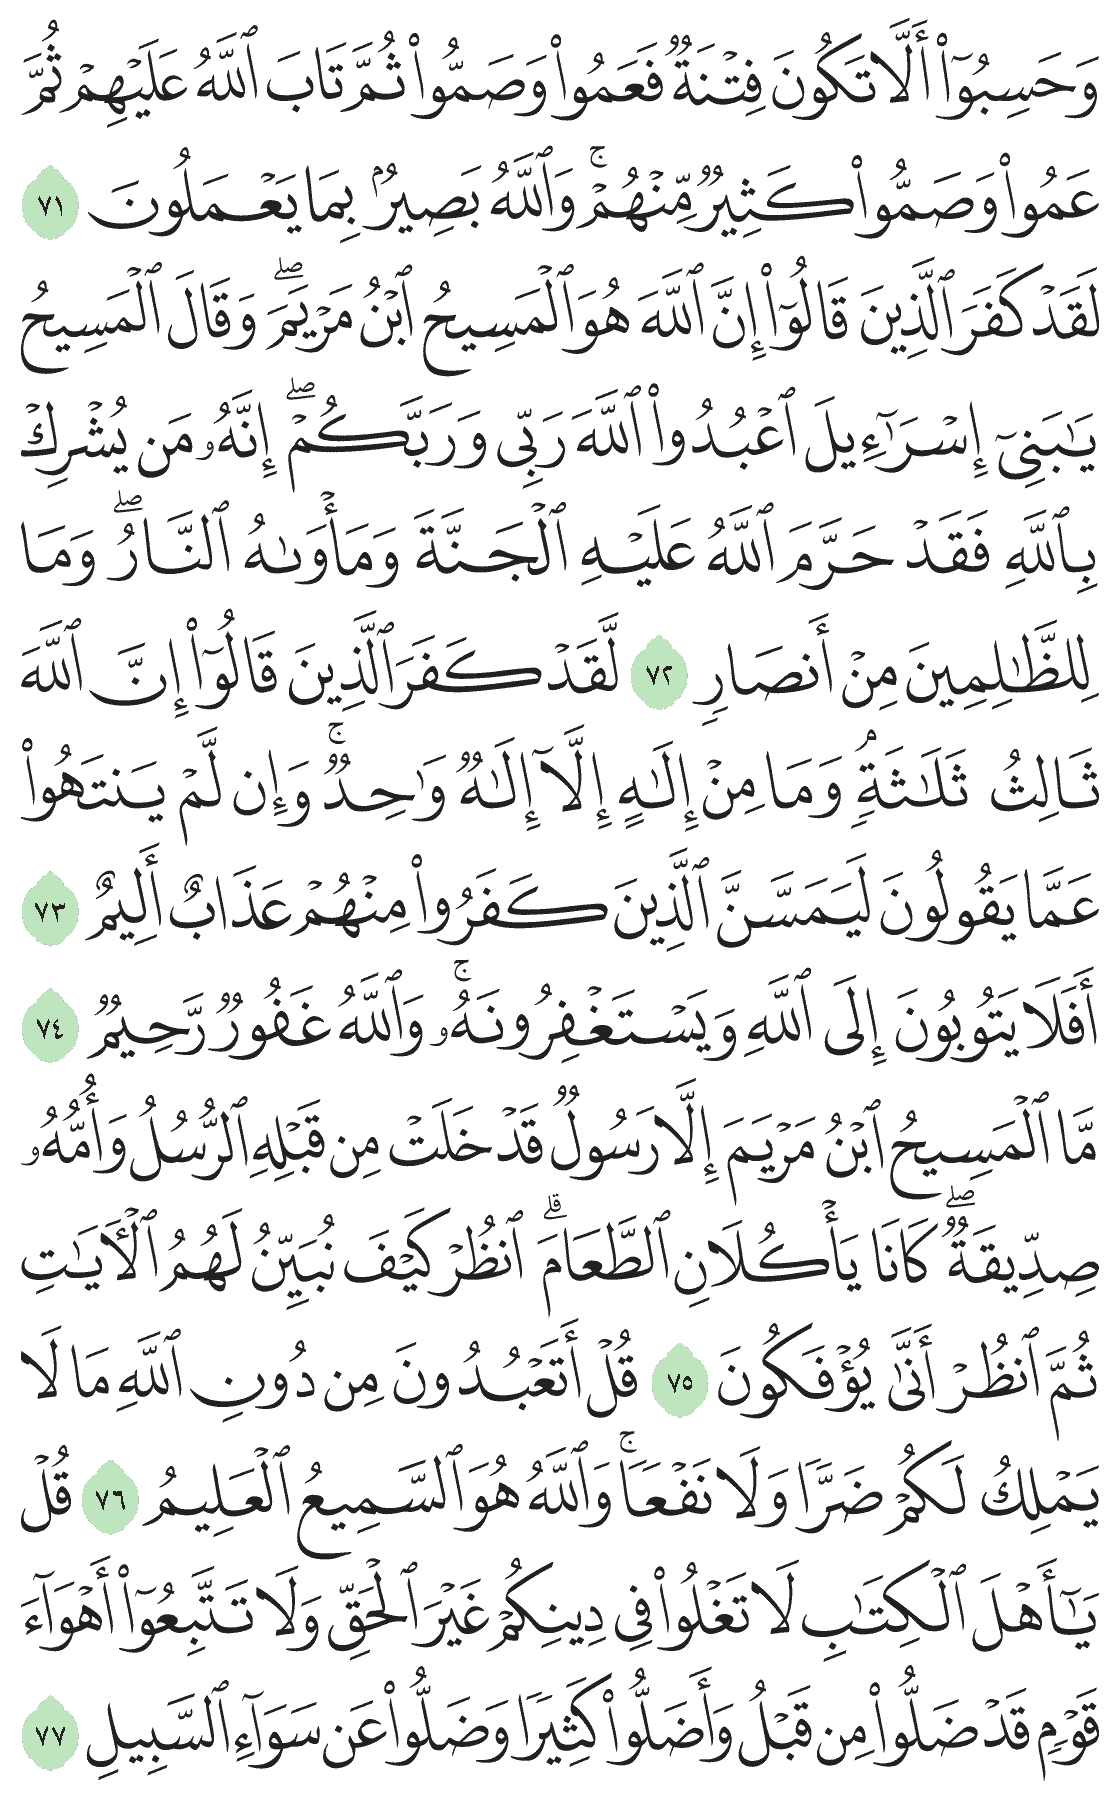 وَحَسِبُوٓا۟ أَلَّا تَكُونَ فِتْنَةٌ فَعَمُوا۟ وَصَمُّوا۟ ثُمَّ تَابَ ٱللَّهُ عَلَيْهِمْ ثُمَّ
عَمُوا۟ وَصَمُّوا۟ كَثِيرٌ مِّنْهُمْ ۚ وَٱللَّهُ بَصِيرٌۢ بِمَا يَعْمَلُونَ ٧١
لَقَدْ كَفَرَ ٱلَّذِينَ قَالُوٓا۟ إِنَّ ٱللَّهَ هُوَ ٱلْمَسِيحُ ٱبْنُ مَرْيَمَ ۖ وَقَالَ ٱلْمَسِيحُ
يَـٰبَنِىٓ إِسْرَٰٓءِيلَ ٱعْبُدُوا۟ ٱللَّهَ رَبِّى وَرَبَّكُمْ ۖ إِنَّهُۥ مَن يُشْرِكْ
بِٱللَّهِ فَقَدْ حَرَّمَ ٱللَّهُ عَلَيْهِ ٱلْجَنَّةَ وَمَأْوَىٰهُ ٱلنَّارُ ۖ وَمَا
لِلظَّـٰلِمِينَ مِنْ أَنصَارٍ ٧٢ لَّقَدْ كَفَرَ ٱلَّذِينَ قَالُوٓا۟ إِنَّ ٱللَّهَ
ثَالِثُ ثَلَـٰثَةٍۘ وَمَا مِنْ إِلَـٰهٍ إِلَّآ إِلَـٰهٌ وَٰحِدٌ ۚ وَإِن لَّمْ يَنتَهُوا۟
عَمَّا يَقُولُونَ لَيَمَسَّنَّ ٱلَّذِينَ كَفَرُوا۟ مِنْهُمْ عَذَابٌ أَلِيمٌ ٧٣
أَفَلَا يَتُوبُونَ إِلَى ٱللَّهِ وَيَسْتَغْفِرُونَهُۥ ۚ وَٱللَّهُ غَفُورٌ رَّحِيمٌ ٧٤
مَّا ٱلْمَسِيحُ ٱبْنُ مَرْيَمَ إِلَّا رَسُولٌ قَدْ خَلَتْ مِن قَبْلِهِ ٱلرُّسُلُ وَأُمُّهُۥ
صِدِّيقَةٌ ۖ كَانَا يَأْكُلَانِ ٱلطَّعَامَ ۗ ٱنظُرْ كَيْفَ نُبَيِّنُ لَهُمُ ٱلْـَٔايَـٰتِ
ثُمَّ ٱنظُرْ أَنَّىٰ يُؤْفَكُونَ ٧٥ قُلْ أَتَعْبُدُونَ مِن دُونِ ٱللَّهِ مَا لَا
يَمْلِكُ لَكُمْ ضَرًّا وَلَا نَفْعًا ۚ وَٱللَّهُ هُوَ ٱلسَّمِيعُ ٱلْعَلِيمُ ٧٦ قُلْ
يَـٰٓأَهْلَ ٱلْكِتَـٰبِ لَا تَغْلُوا۟ فِى دِينِكُمْ غَيْرَ ٱلْحَقِّ وَلَا تَتَّبِعُوٓا۟ أَهْوَآءَ
قَوْمٍ قَدْ ضَلُّوا۟ مِن قَبْلُ وَأَضَلُّوا۟ كَثِيرًا وَضَلُّوا۟ عَن سَوَآءِ ٱلسَّبِيلِ ٧٧